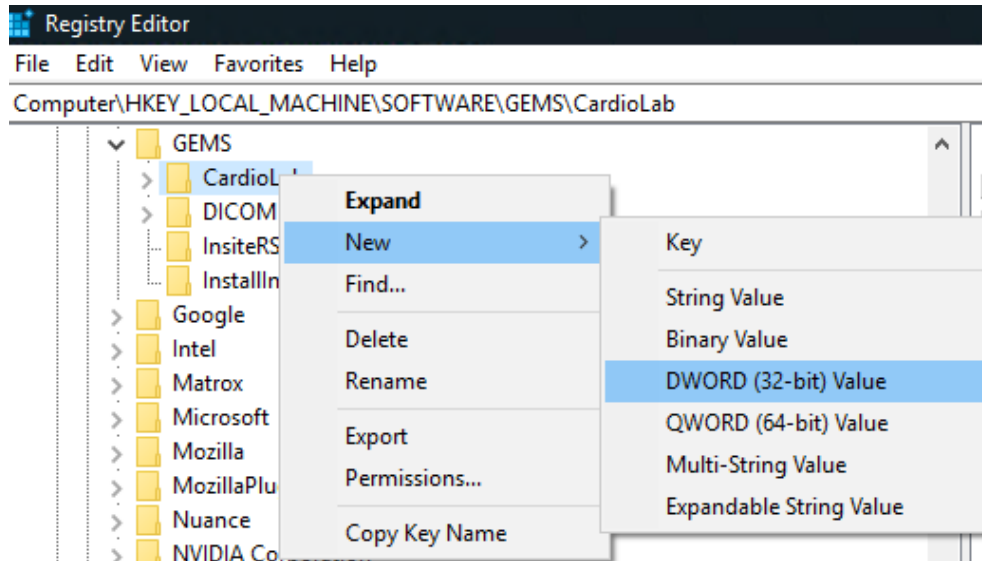 Registry Editor
File Edit View Favorites Help
Computer\HKEY_LOCAL_MACHINE\SOFTWARE\GEMS\CardioLab
GEMS
DICOM
Google
Intel
Matrox
Microsoft
Mozilla
Nuance
NVIDIA
Expand
New
Find...
Delete
Rename
Export
Permissions...
Copy Key Name
Key
String Value
Binary Value
DWORD (32-bit) Value
QWORD (64-bit) Value
Multi-String Value
Expandable String Value